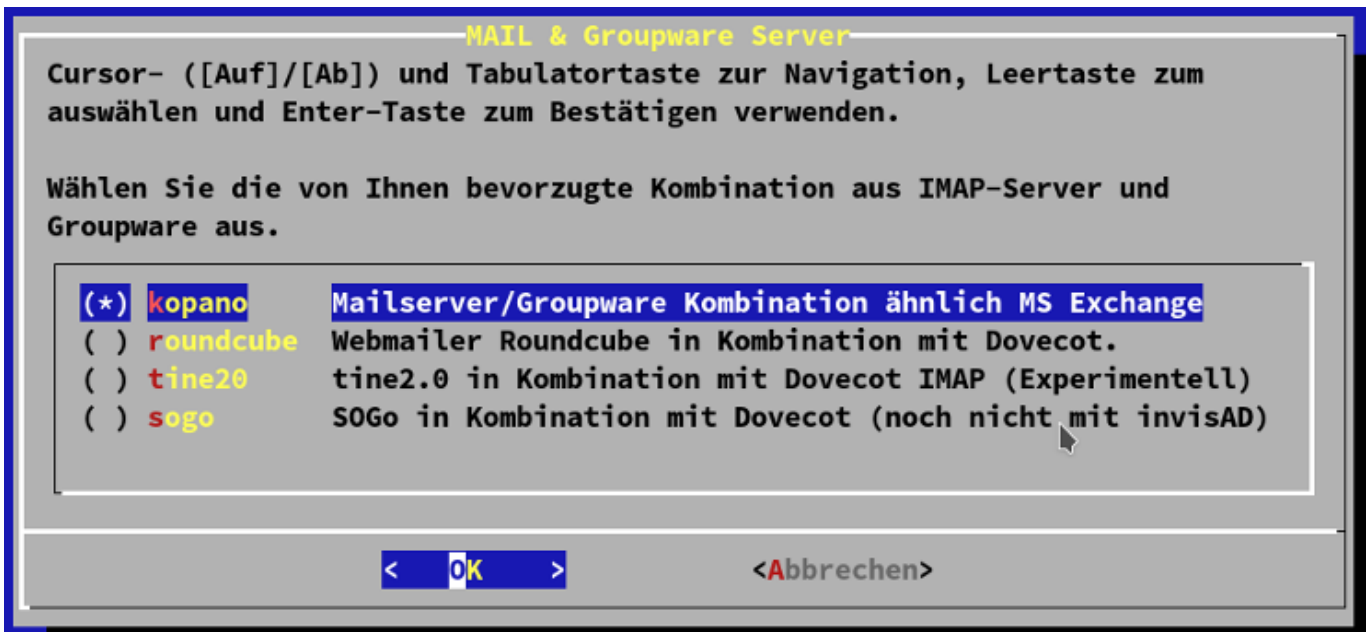 MAIL & Groupware Server
Cursor- ([Auf]/[Ab]) und Tabulatortaste zur Navigation, Leertaste zum
auswählen und Enter-Taste zum Bestätigen verwenden.
Wählen Sie die von Ihnen bevorzugte Kombination aus IMAP-Server und
Groupware aus.
(*) kopano Mailserver/Groupware Kombination ähnlich MS Exchange
( ) roundcube Webmailer Roundcube in Kombination mit Dovecot.
( ) tine20 tine2.0 in Kombination mit Dovecot IMAP (Experimentell)
( ) sogo SOGo in Kombination mit Dovecot (noch nicht mit invisAD)
< OK > <Abbrechen>